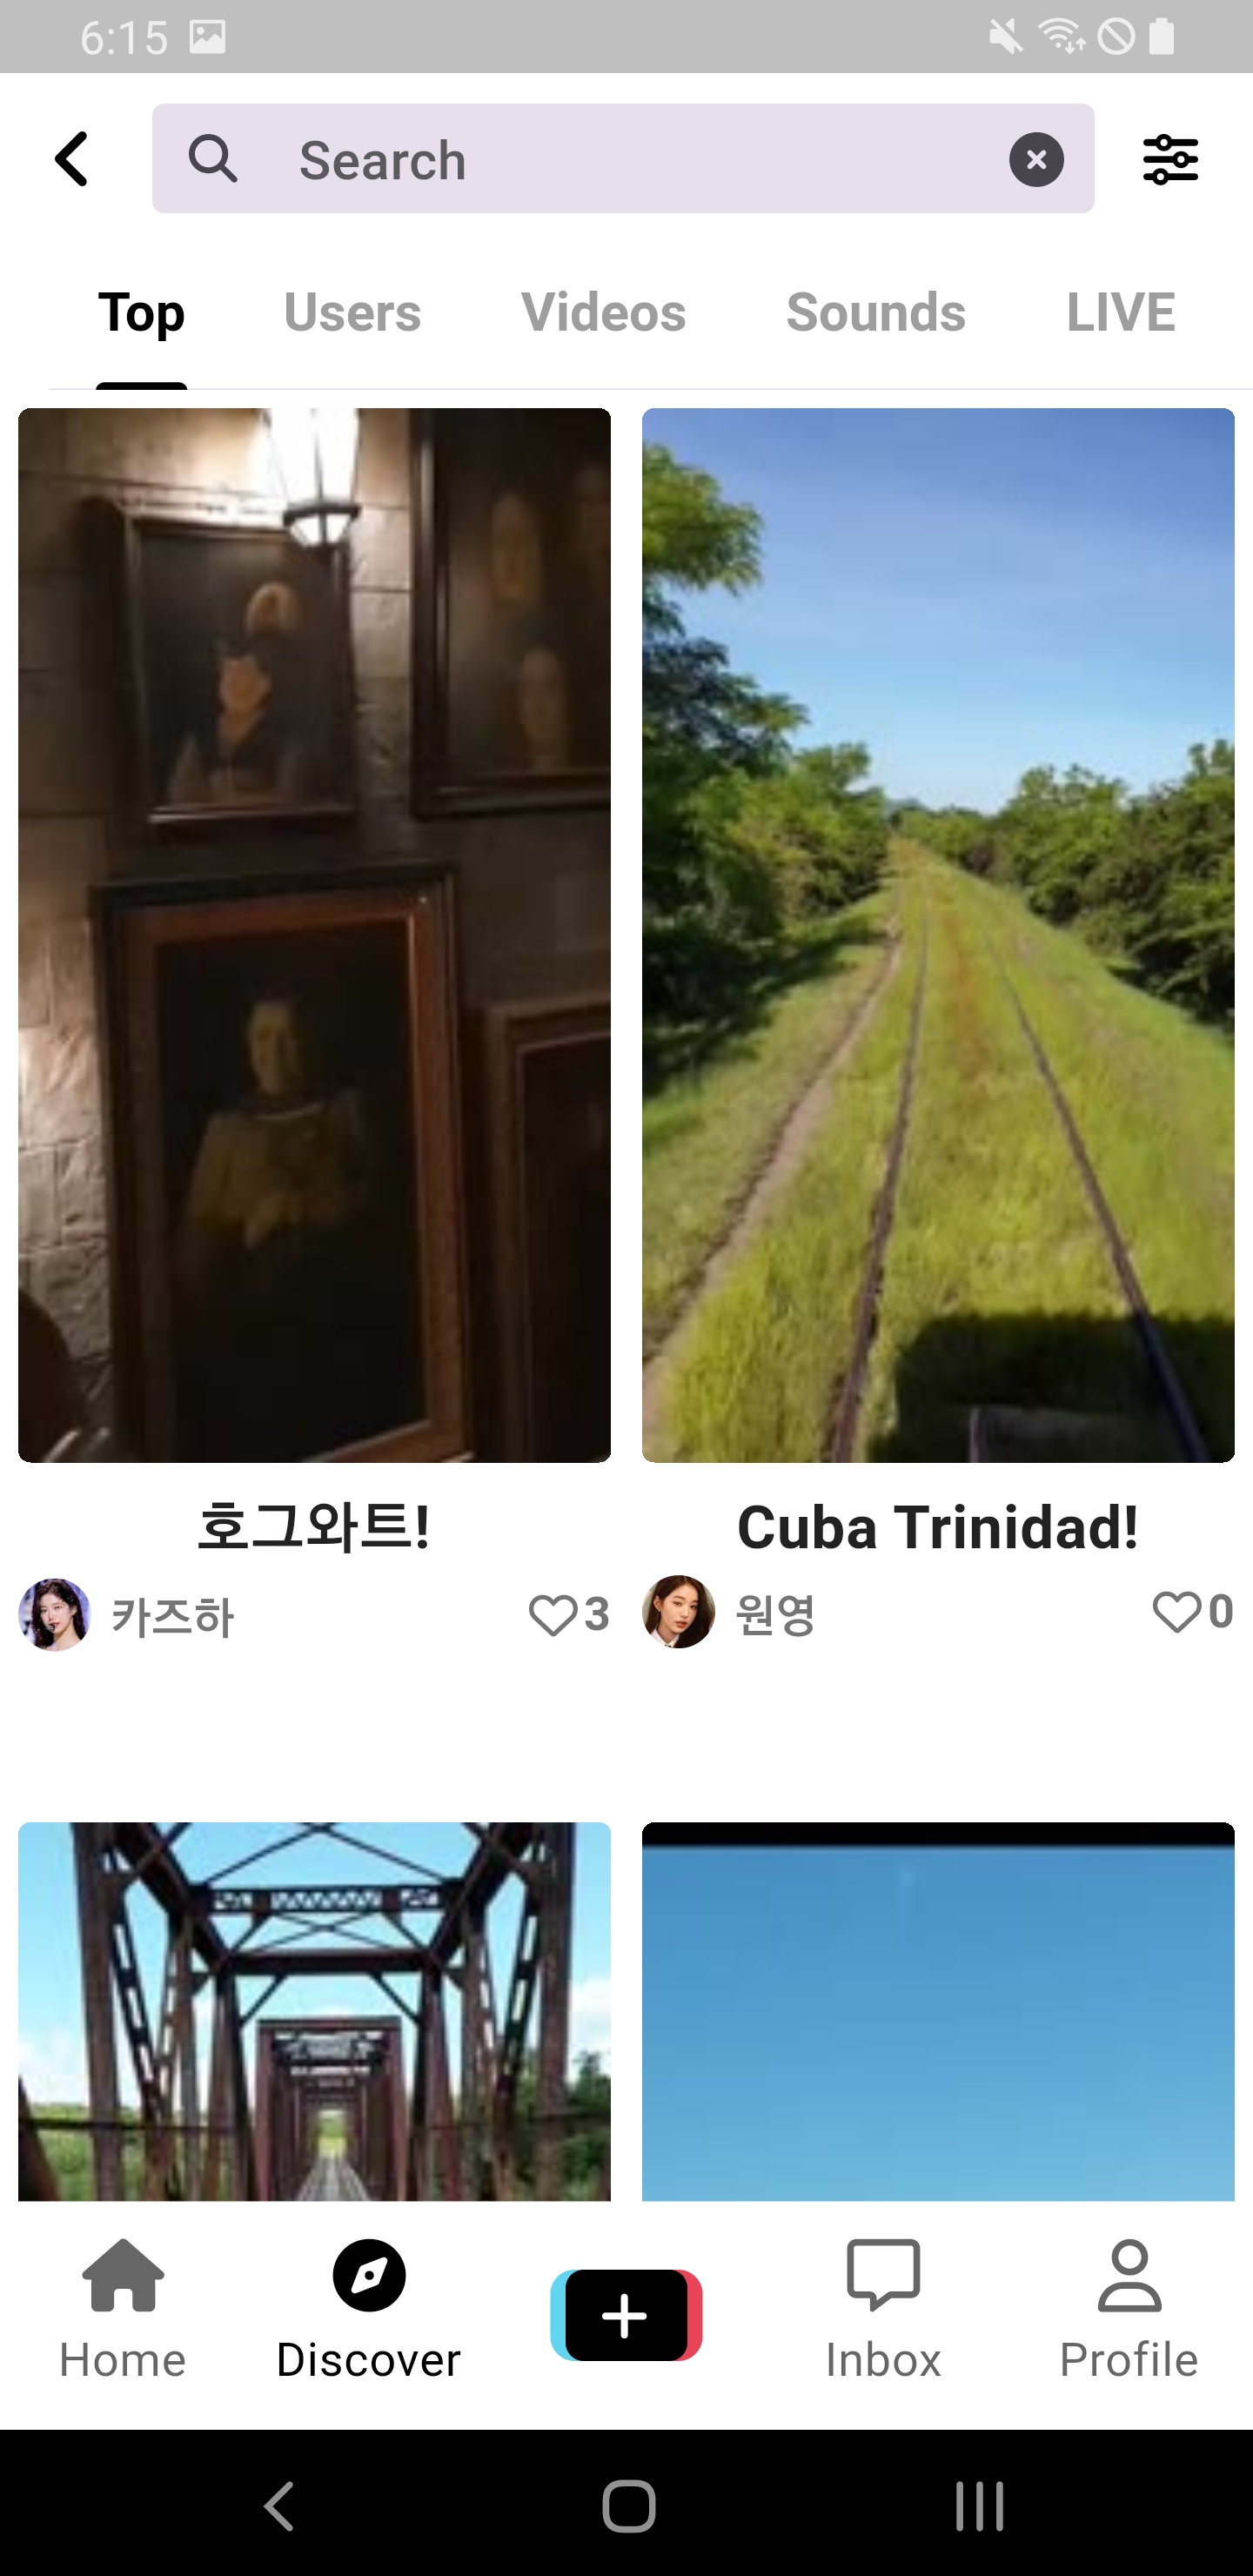 6:15
Search
Top Users Videos Sounds LIVE
호그와트!
Cuba Trinidad!
카즈하 3
원영 0
Home Discover Inbox Profile